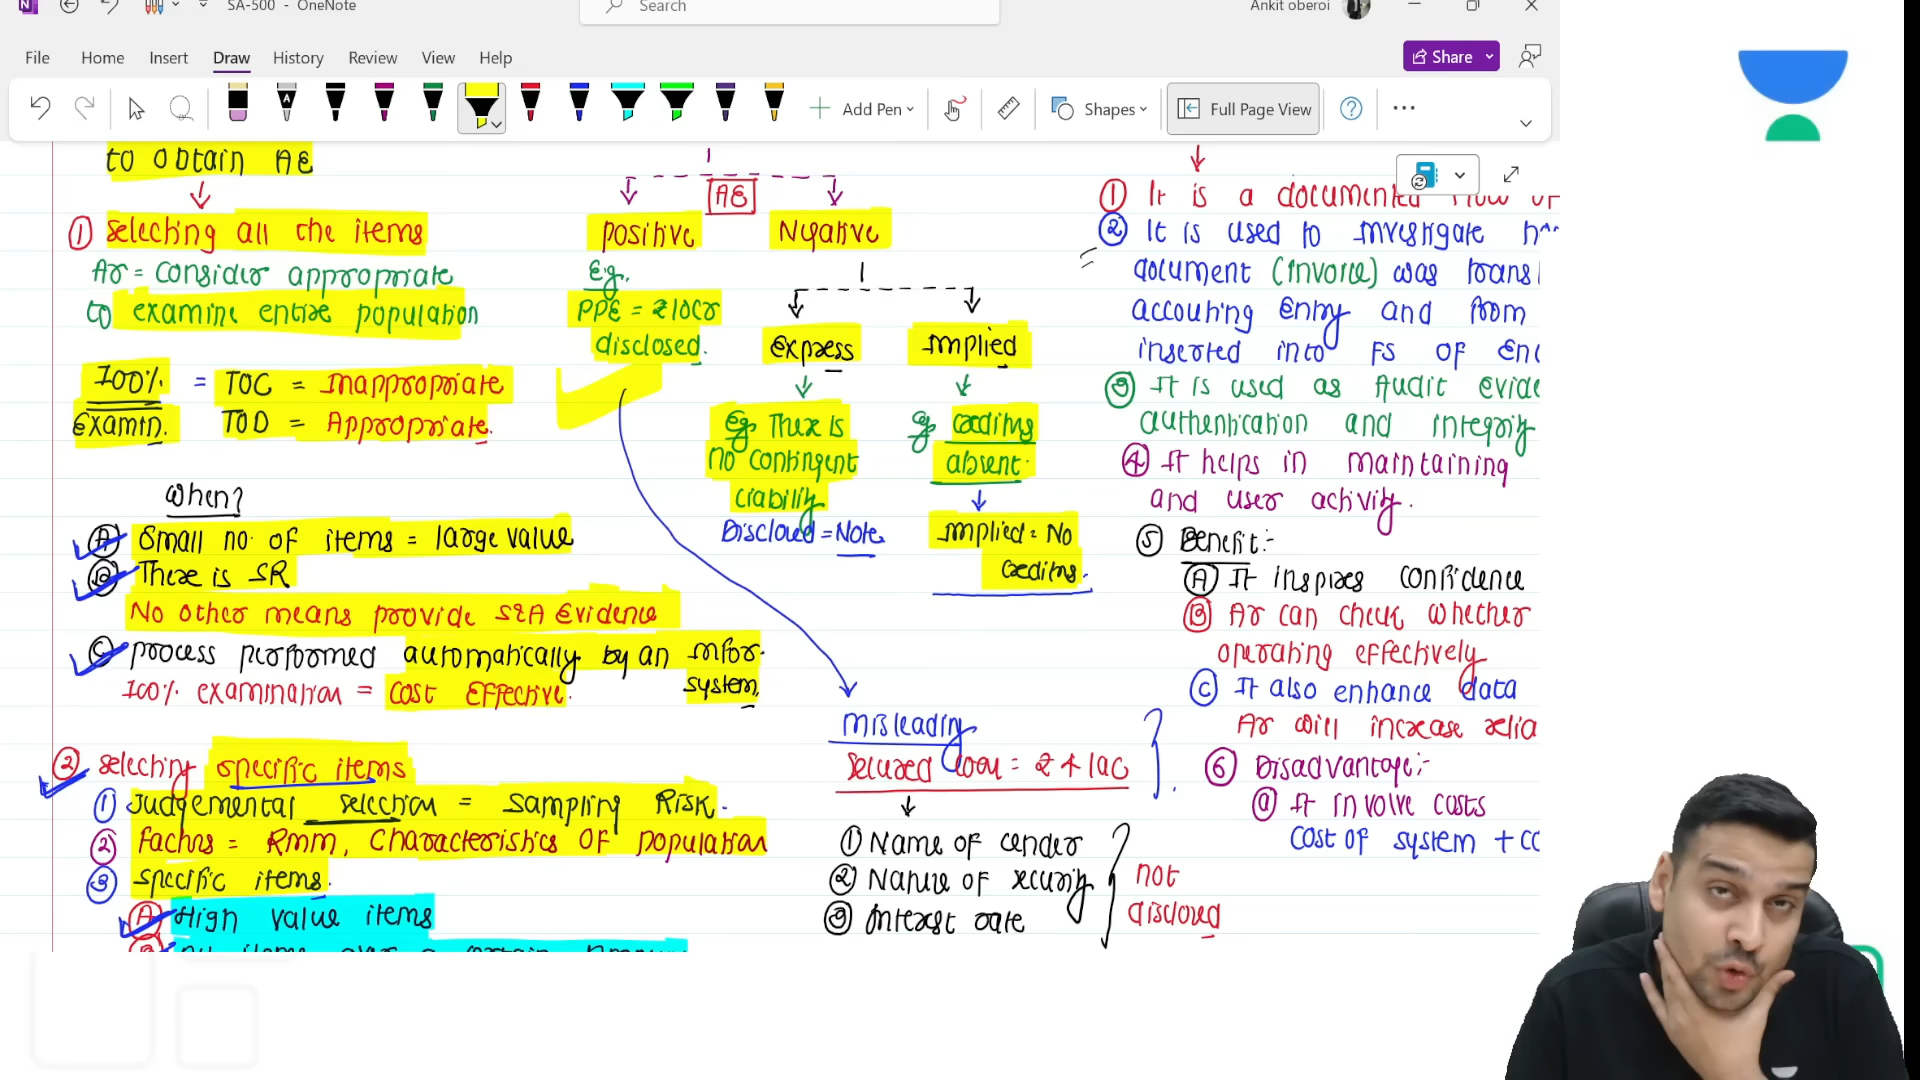 SA-500 - OneNote
Search
Ankit oberoi
File Home Insert Draw History Review View Help
Share
Add Pen
Shapes
Full Page View
to obtain AE
① Selecting all the items
Ar = Consider appropriate
to examine entire population
100% = TOC = Inappropriate
Examin. TOD = Appropriate.
When?
Ⓐ Small no. of items = large value
Ⓑ There is SR
No other means provide S&A Evidence
Ⓒ process performed automatically by an infor.
system.
100% examination = Cost Effective.
② Selecting specific items
① Judgemental selection = Sampling Risk.
② factors = Rmm, Characteristics of population
③ specific items.
Ⓐ High value items
AE
positive Negative
Eg.
PPE = ₹10cr
disclosed.
Express Implied
Eg There is
no contingent
liability
Disclosed = Note.
eg creditors
absent.
Implied = No
creditors.
Misleading
Secured loan = ₹4 lac
① Name of lender
② Nature of security
③ Interest rate
not
disclosed
① It is a documented flow of
② It is used to investigate
document (invoice) was
accounting Entry and from
inserted into FS of
③ It is used as Audit
authentication and integrity
④ It helps in maintaining
and user activity.
⑤ Benefit:-
Ⓐ It inspires confidence
Ⓑ Ar can check whether
operating effectively
Ⓒ It also enhance data
Ar will increase
⑥ Disadvantage:-
ⓐ It involve costs
Cost of system +